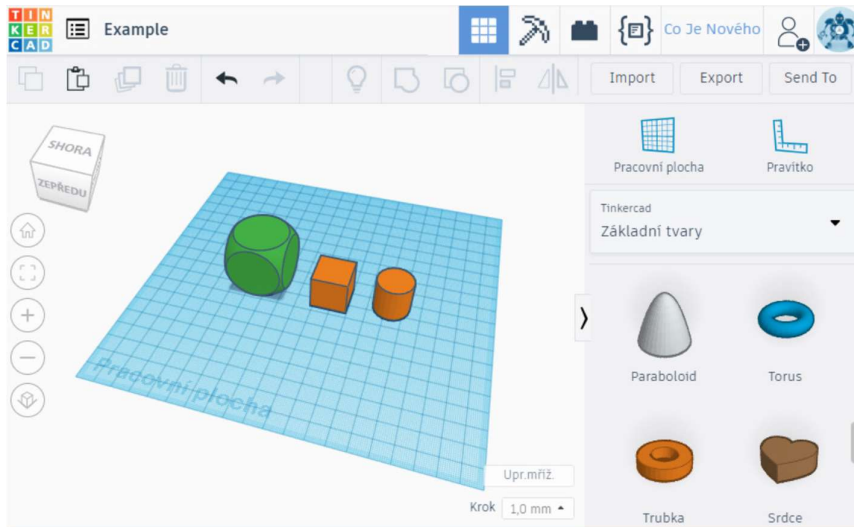 TIN
KER
CAD
Example
Co Je Nového
Import
Export
Send To
SHORA
ZEPŘEDU
Pracovní plocha
Pravítko
Tinkercad
Základní tvary
Paraboloid
Torus
Trubka
Srdce
Pracovní plocha
Upr.mříž.
Krok 1,0 mm